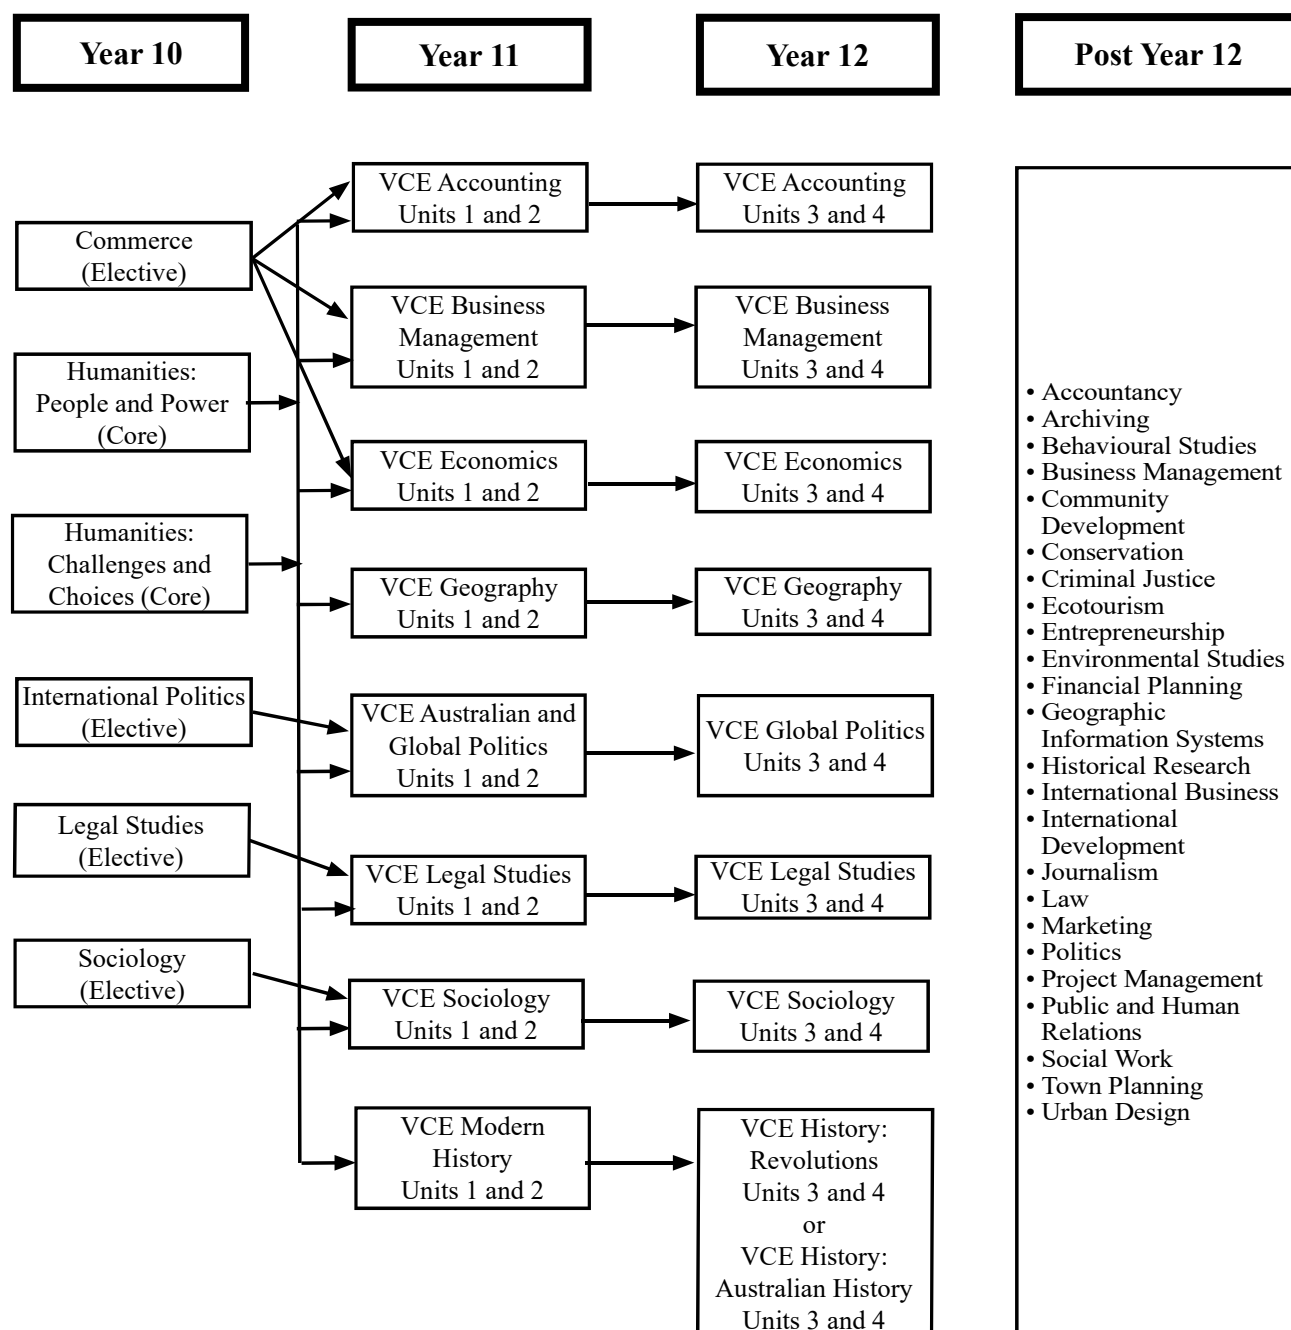 Year 10
Year 11
Year 12
Post Year 12
Commerce
(Elective)
Humanities:
People and Power
(Core)
Humanities:
Challenges and
Choices (Core)
International Politics
(Elective)
Legal Studies
(Elective)
Sociology
(Elective)
VCE Accounting
Units 1 and 2
VCE Business
Management
Units 1 and 2
VCE Economics
Units 1 and 2
VCE Geography
Units 1 and 2
VCE Australian and
Global Politics
Units 1 and 2
VCE Legal Studies
Units 1 and 2
VCE Sociology
Units 1 and 2
VCE Modern
History
Units 1 and 2
VCE Accounting
Units 3 and 4
VCE Business
Management
Units 3 and 4
VCE Economics
Units 3 and 4
VCE Geography
Units 3 and 4
VCE Global Politics
Units 3 and 4
VCE Legal Studies
Units 3 and 4
VCE Sociology
Units 3 and 4
VCE History:
Revolutions
Units 3 and 4
or
VCE History:
Australian History
Units 3 and 4
• Accountancy
• Archiving
• Behavioural Studies
• Business Management
• Community
Development
• Conservation
• Criminal Justice
• Ecotourism
• Entrepreneurship
• Environmental Studies
• Financial Planning
• Geographic
Information Systems
• Historical Research
• International Business
• International
Development
• Journalism
• Law
• Marketing
• Politics
• Project Management
• Public and Human
Relations
• Social Work
• Town Planning
• Urban Design